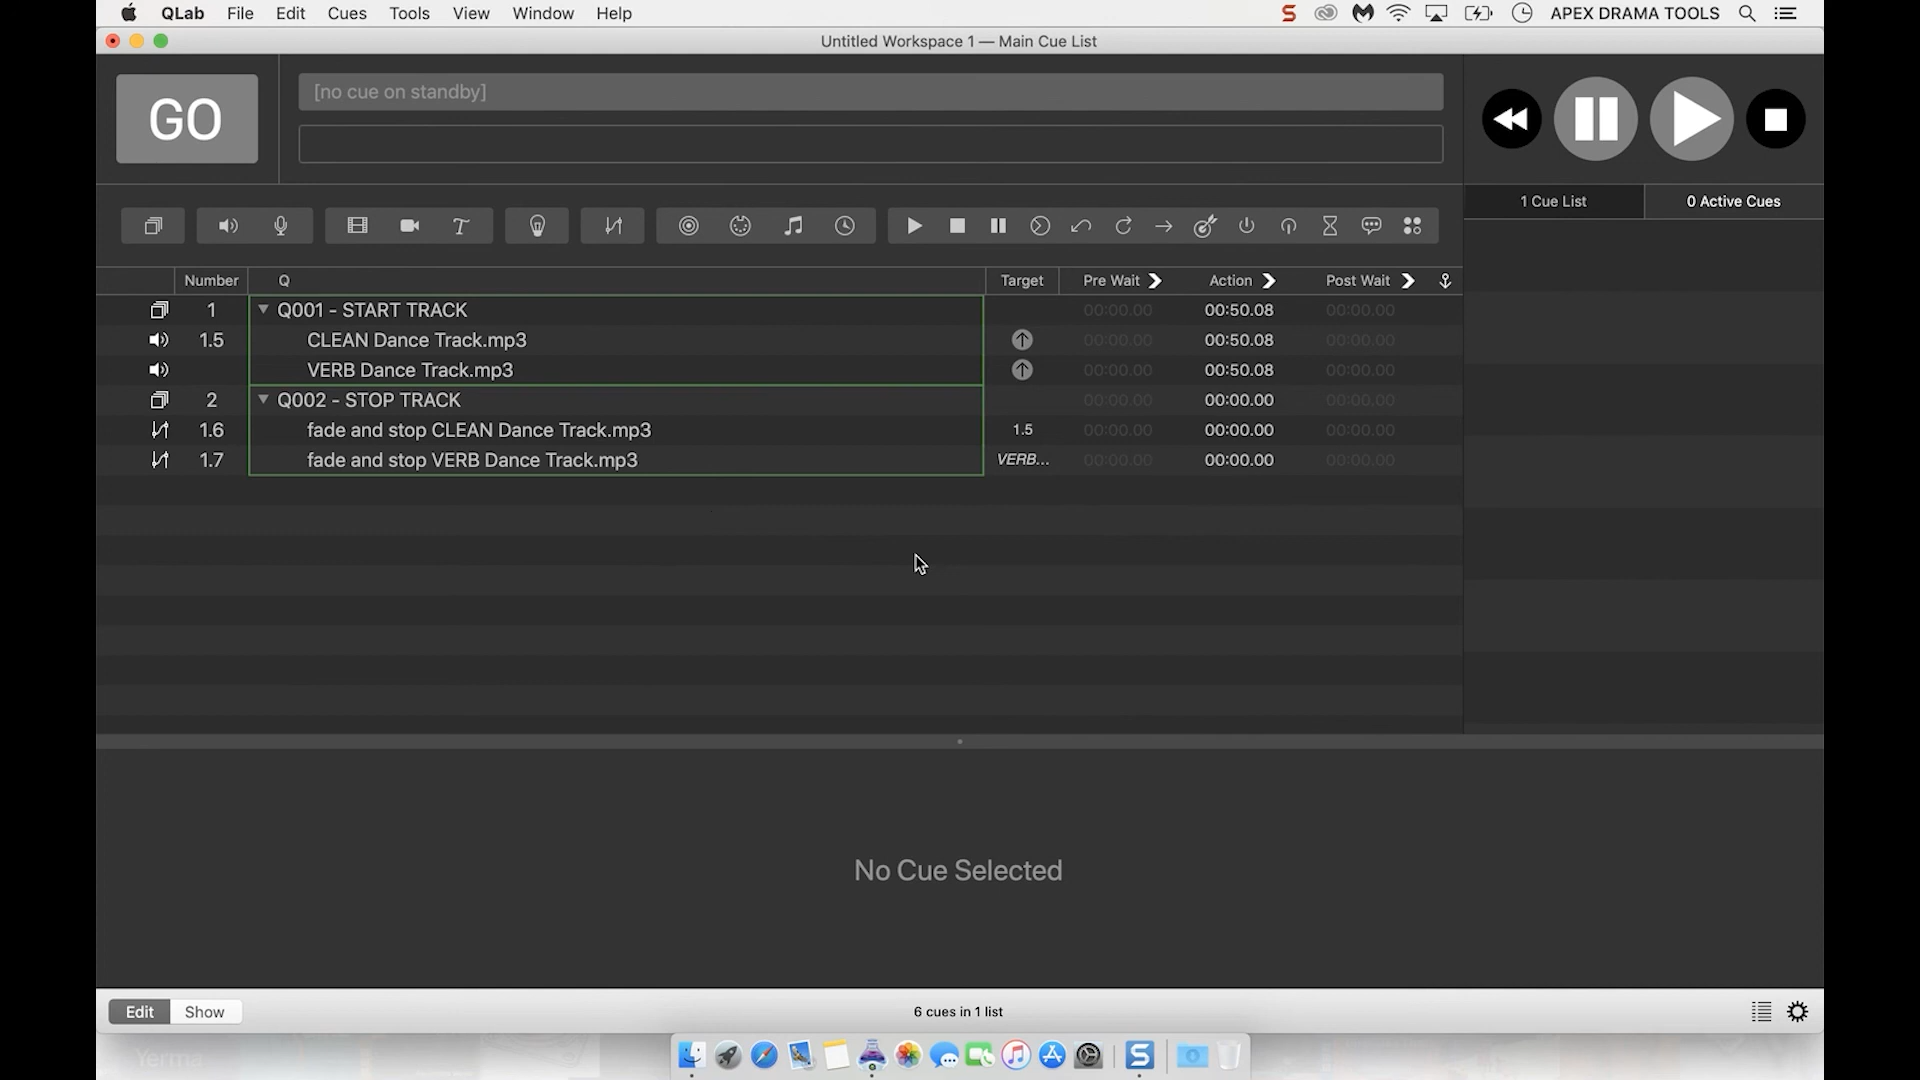 QLab File Edit Cues Tools View Window Help APEX DRAMA TOOLS
Untitled Workspace 1 — Main Cue List
GO
[no cue on standby]
1 Cue List 0 Active Cues
Number Q Target Pre Wait Action Post Wait
1 Q001 - START TRACK 00:00.00 00:50.08 00:00.00
1.5 CLEAN Dance Track.mp3 00:00.00 00:50.08 00:00.00
VERB Dance Track.mp3 00:00.00 00:50.08 00:00.00
2 Q002 - STOP TRACK 00:00.00 00:00.00 00:00.00
1.6 fade and stop CLEAN Dance Track.mp3 1.5 00:00.00 00:00.00 00:00.00
1.7 fade and stop VERB Dance Track.mp3 VERB... 00:00.00 00:00.00 00:00.00
No Cue Selected
Edit Show 6 cues in 1 list
Yerma